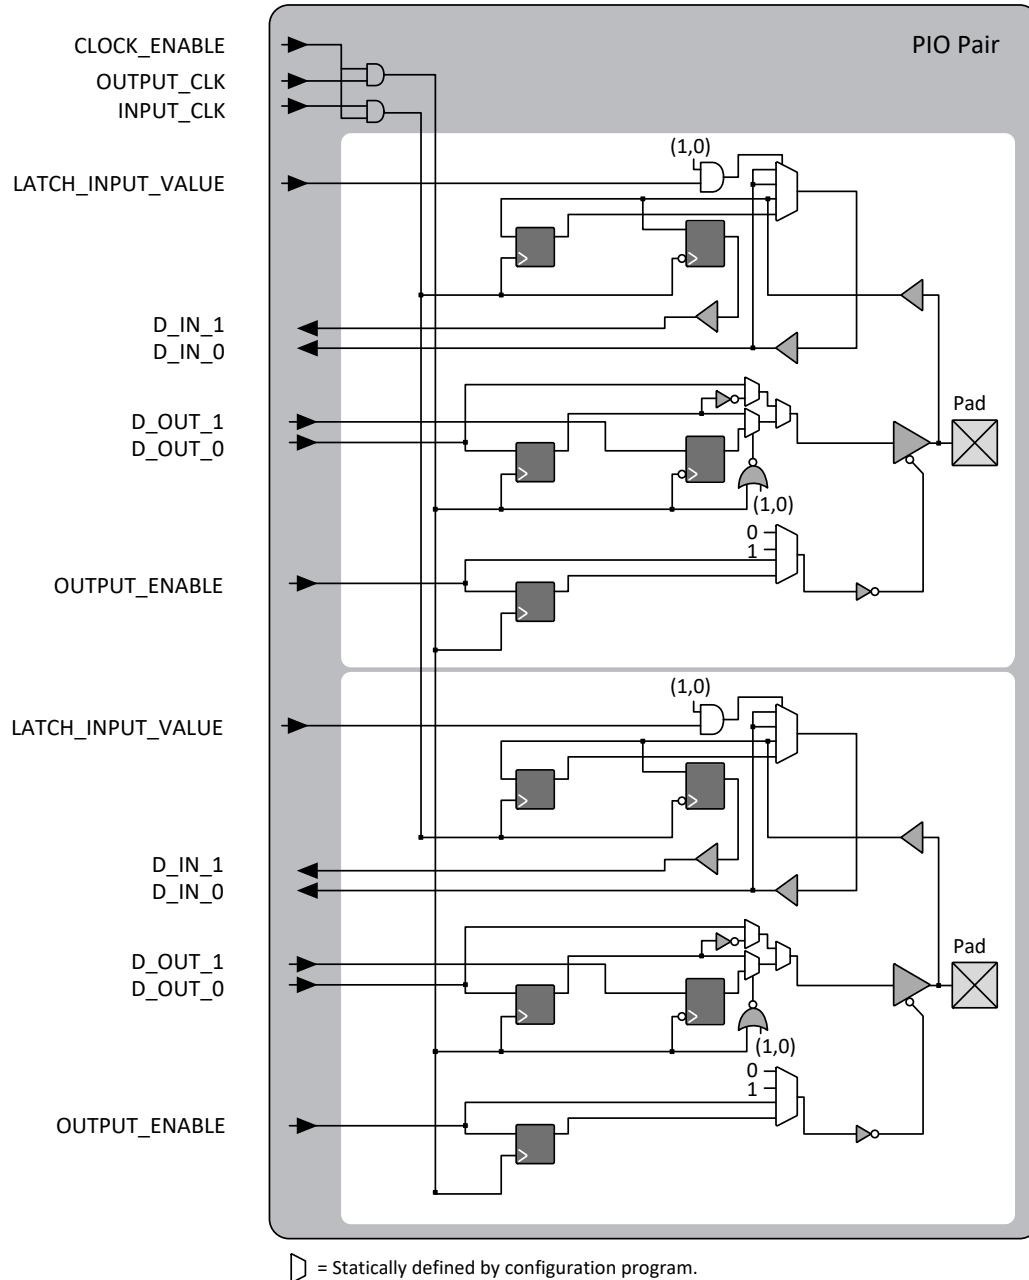 PIO Pair
CLOCK_ENABLE
OUTPUT_CLK
INPUT_CLK
(1,0)
LATCH_INPUT_VALUE
D_IN_1
D_IN_0
D_OUT_1
D_OUT_0
Pad
(1,0)
0
1
OUTPUT_ENABLE
(1,0)
LATCH_INPUT_VALUE
D_IN_1
D_IN_0
D_OUT_1
D_OUT_0
Pad
(1,0)
0
1
OUTPUT_ENABLE
= Statically defined by configuration program.